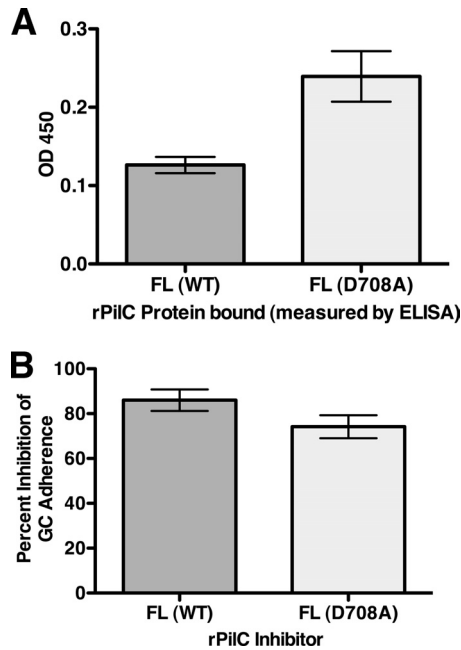 A
0.3
0.2
0.1
0.0
OD 450
FL (WT) FL (D708A)
rPilC Protein bound (measured by ELISA)
B
100
80
60
40
20
0
Percent Inhibition of
GC Adherence
FL (WT) FL (D708A)
rPilC Inhibitor